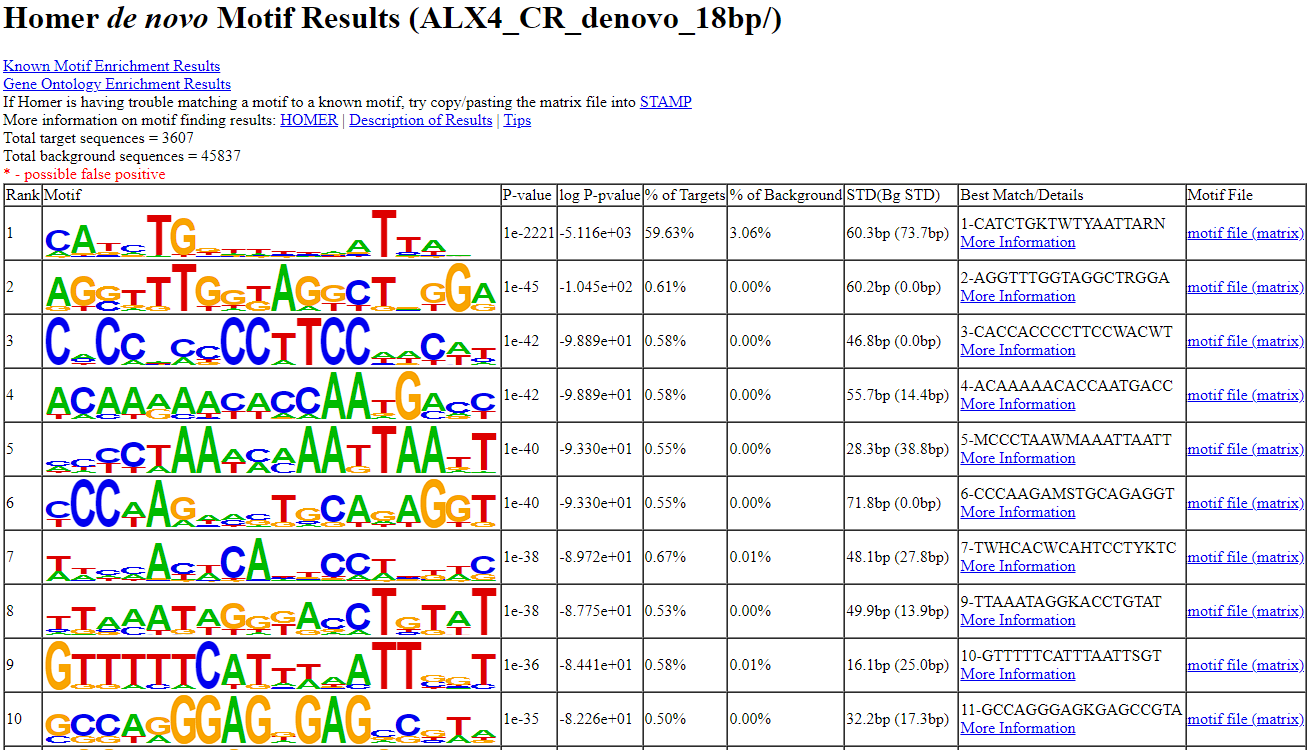 Homer de novo Motif Results (ALX4_CR_denovo_18bp/)
Known Motif Enrichment Results
Gene Ontology Enrichment Results
If Homer is having trouble matching a motif to a known motif, try copy/pasting the matrix file into STAMP
More information on motif finding results: HOMER | Description of Results | Tips
Total target sequences = 3607
Total background sequences = 45837
* - possible false positive
Rank Motif P-value log P-pvalue % of Targets % of Background STD(Bg STD) Best Match/Details Motif File
1 1e-2221 -5.116e+03 59.63% 3.06% 60.3bp (73.7bp) 1-CATCTGKTWTYAATTARN More Information motif file (matrix)
2 1e-45 -1.045e+02 0.61% 0.00% 60.2bp (0.0bp) 2-AGGTTTGGTAGGCTRGGA More Information motif file (matrix)
3 1e-42 -9.889e+01 0.58% 0.00% 46.8bp (0.0bp) 3-CACCACCCCTTCCWACWT More Information motif file (matrix)
4 1e-42 -9.889e+01 0.58% 0.00% 55.7bp (14.4bp) 4-ACAAAAACACCAATGACC More Information motif file (matrix)
5 1e-40 -9.330e+01 0.55% 0.00% 28.3bp (38.8bp) 5-MCCCTAAWMAAATTAATT More Information motif file (matrix)
6 1e-40 -9.330e+01 0.55% 0.00% 71.8bp (0.0bp) 6-CCCAAGAMSTGCAGAGGT More Information motif file (matrix)
7 1e-38 -8.972e+01 0.67% 0.01% 48.1bp (27.8bp) 7-TWHCACWCAHTCCTYKTC More Information motif file (matrix)
8 1e-38 -8.775e+01 0.53% 0.00% 49.9bp (13.9bp) 9-TTAAATAGGKACCTGTAT More Information motif file (matrix)
9 1e-36 -8.441e+01 0.58% 0.01% 16.1bp (25.0bp) 10-GTTTTTCATTTAATTSGT More Information motif file (matrix)
10 1e-35 -8.226e+01 0.50% 0.00% 32.2bp (17.3bp) 11-GCCAGGGAGKGAGCCGTA More Information motif file (matrix)